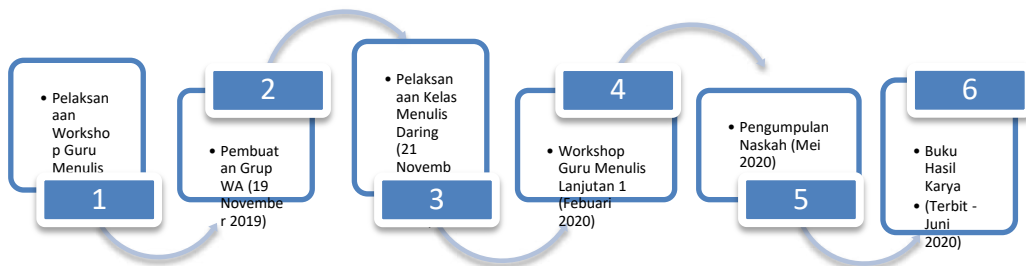 • Pelaksan
aan
Worksho
p Guru
Menulis
1
2
• Pembuat
an Grup
WA (19
Novembe
r 2019)
• Pelaksan
aan Kelas
Menulis
Daring
(21
Novemb
3
4
• Workshop
Guru Menulis
Lanjutan 1
(Febuari
2020)
• Pengumpulan
Naskah (Mei
2020)
5
6
• Buku
Hasil
Karya
• (Terbit -
Juni
2020)